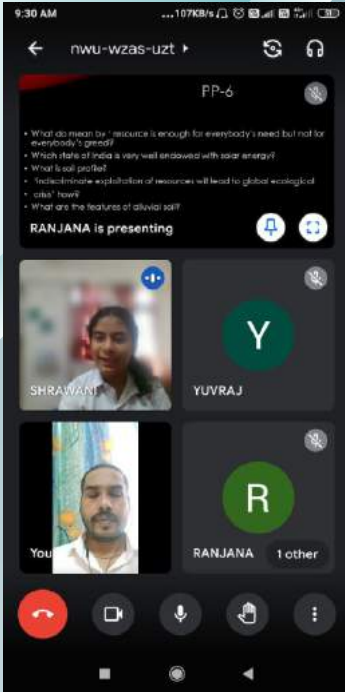 9:30 AM
...107KB/s
nwu-wzas-uzt
PP-6
• What do mean by ' resource is enough for everybody's need but not for
everybody's greed?
• Which state of India is very well endowed with solar energy?
• What is soil profile?
• 'Indiscriminate exploitation of resources will lead to global ecological
• crisis' how?
• What are the features of alluvial soil?
RANJANA is presenting
SHRAWANI
Y
YUVRAJ
You
R
RANJANA
1 other